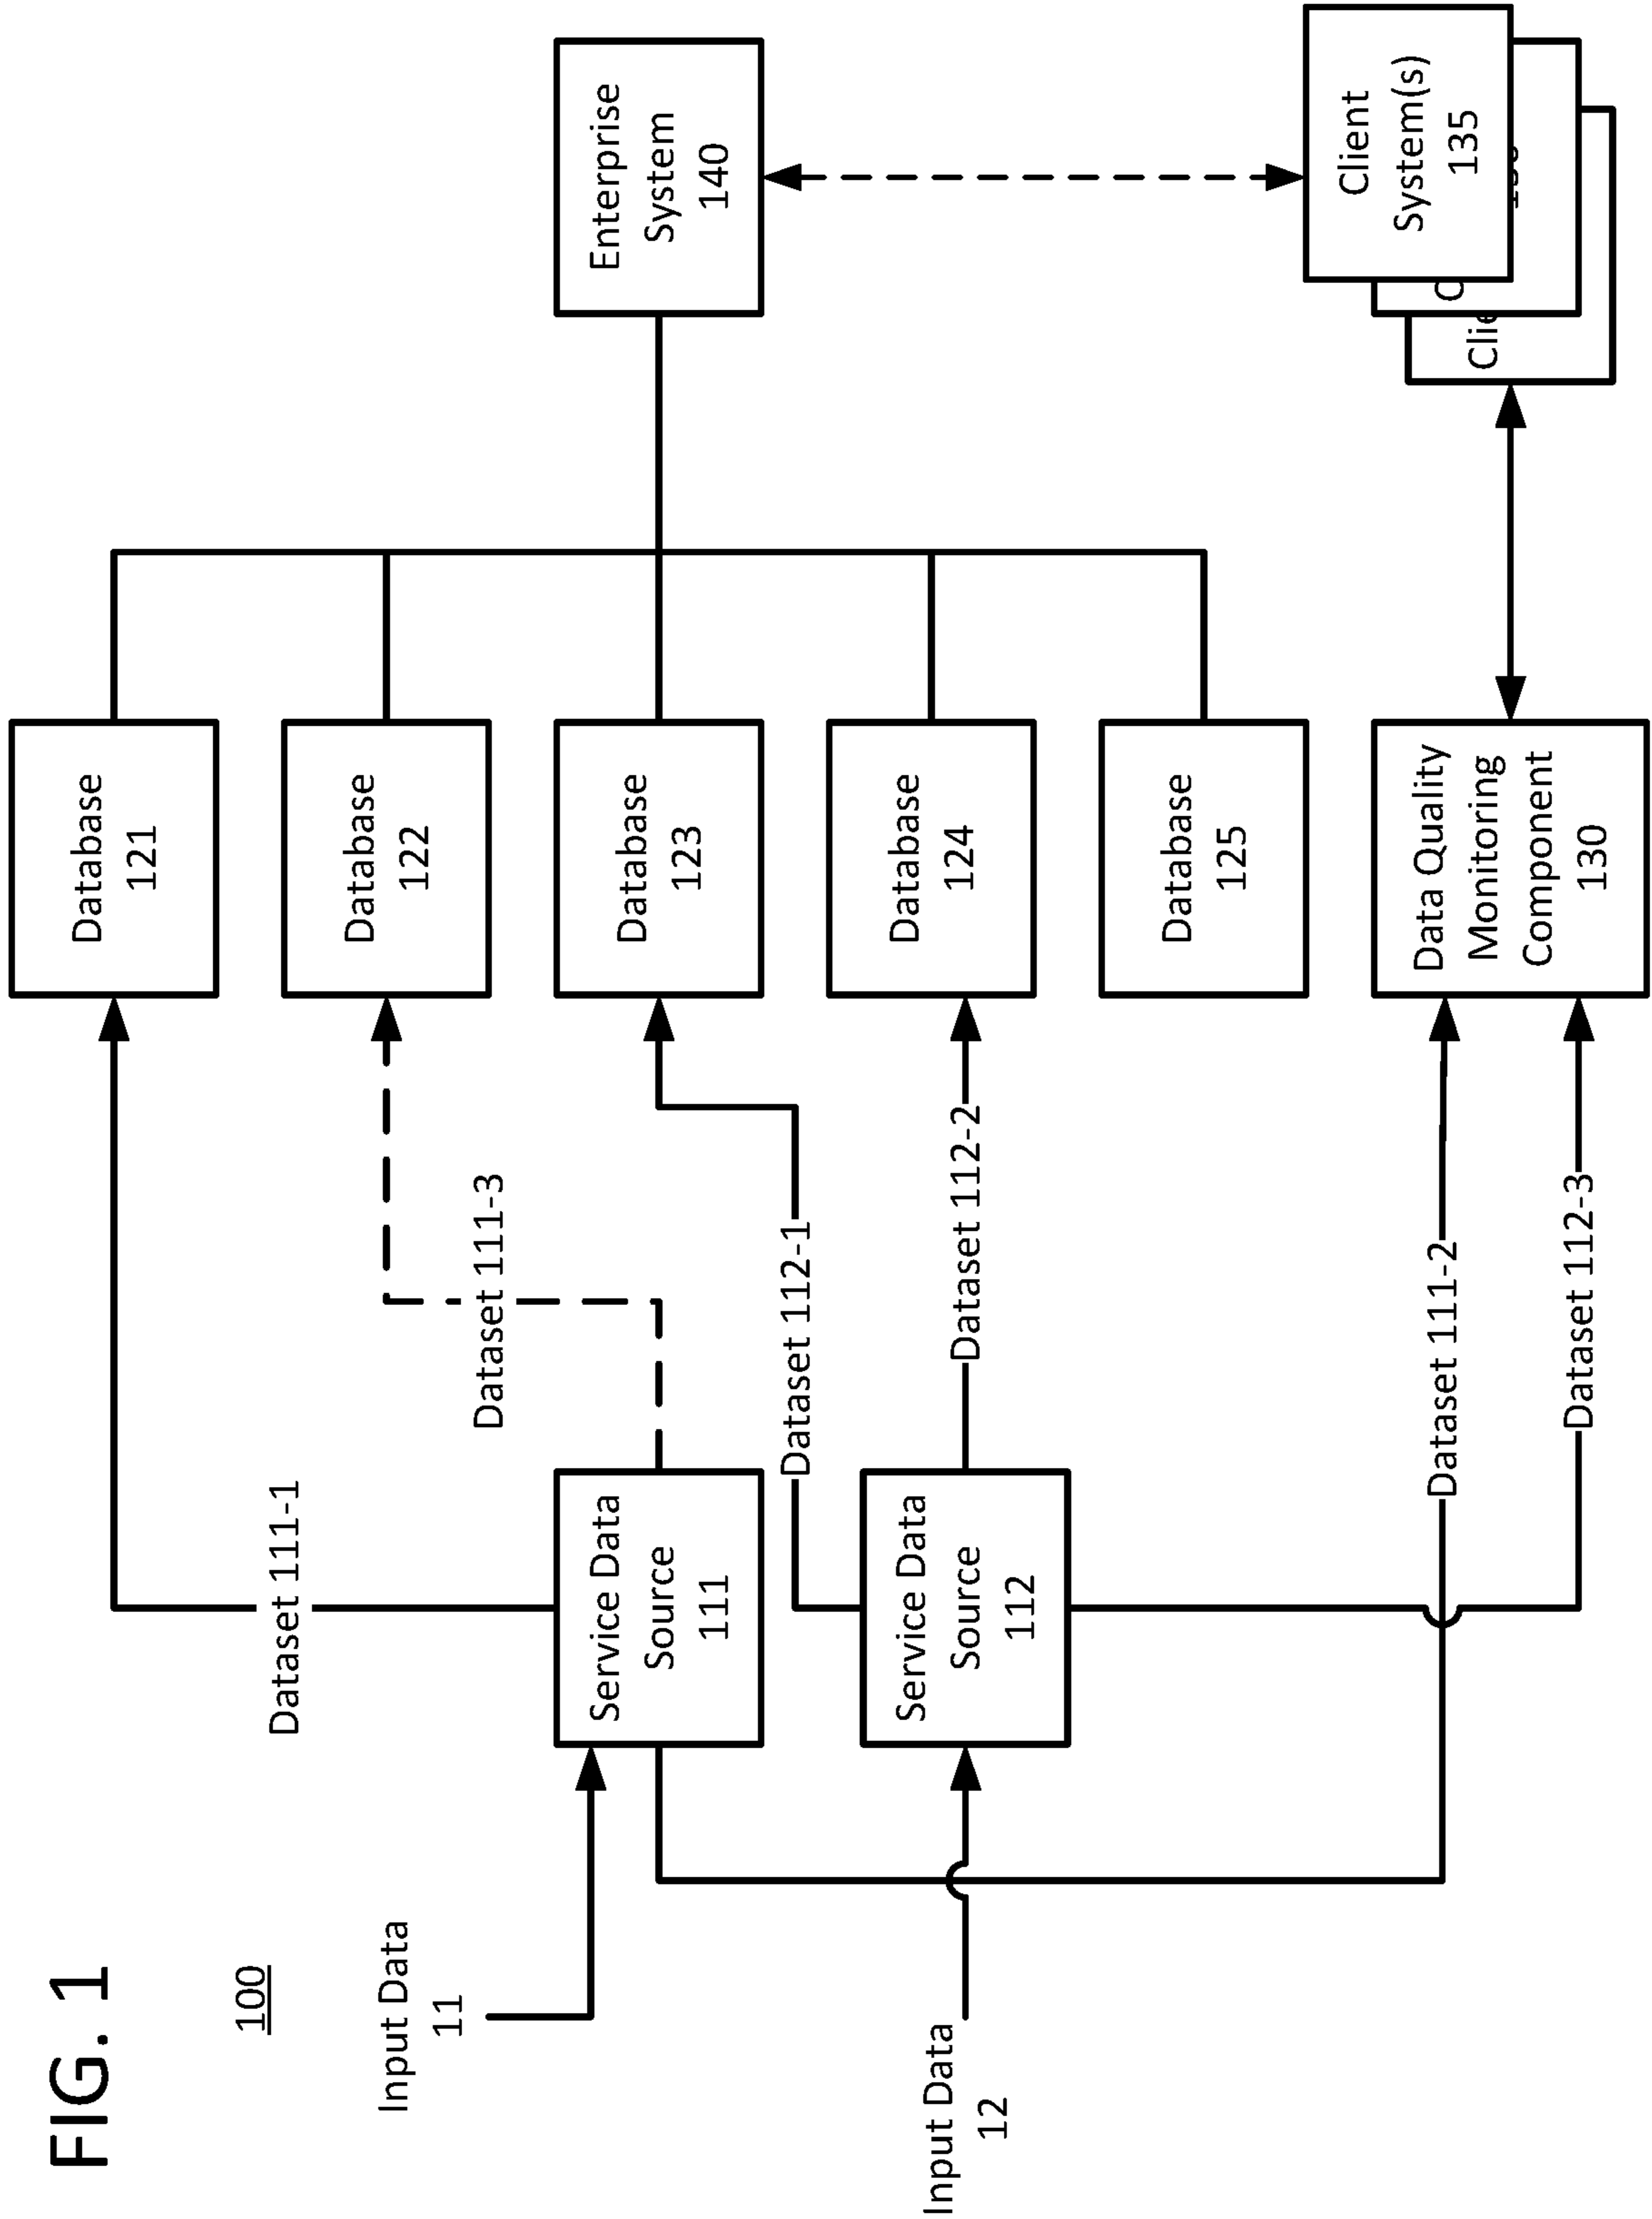 FIG. 1
100
Input Data
11
Input Data
12
Dataset 111-1
Dataset 111-3
Service Data
Source
111
Dataset 112-1
Service Data
Source
112
Dataset 112-2
Dataset 111-2
Dataset 112-3
Database
121
Database
122
Database
123
Database
124
Database
125
Data Quality
Monitoring
Component
130
Enterprise
System
140
Client
System(s)
135